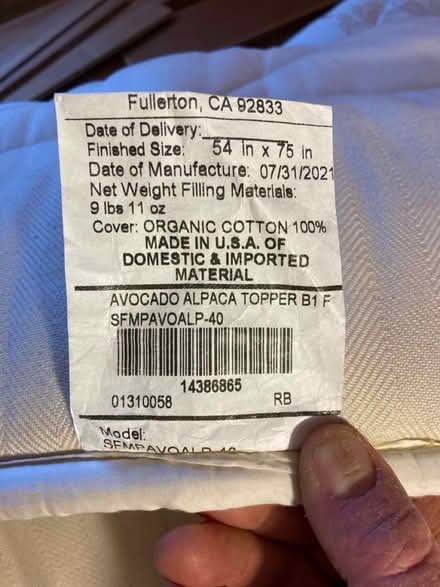 Fullerton, CA 92833
Date of Delivery:
Finished Size: 54 in x 75 in
Date of Manufacture: 07/31/2021
Net Weight Filling Materials:
9 lbs 11 oz
Cover: ORGANIC COTTON 100%
MADE IN U.S.A. OF
DOMESTIC & IMPORTED
MATERIAL
AVOCADO ALPACA TOPPER B1 F
SFMPAVOALP-40
14386865
01310058 RB
Model:
SFMPAVOALP-40